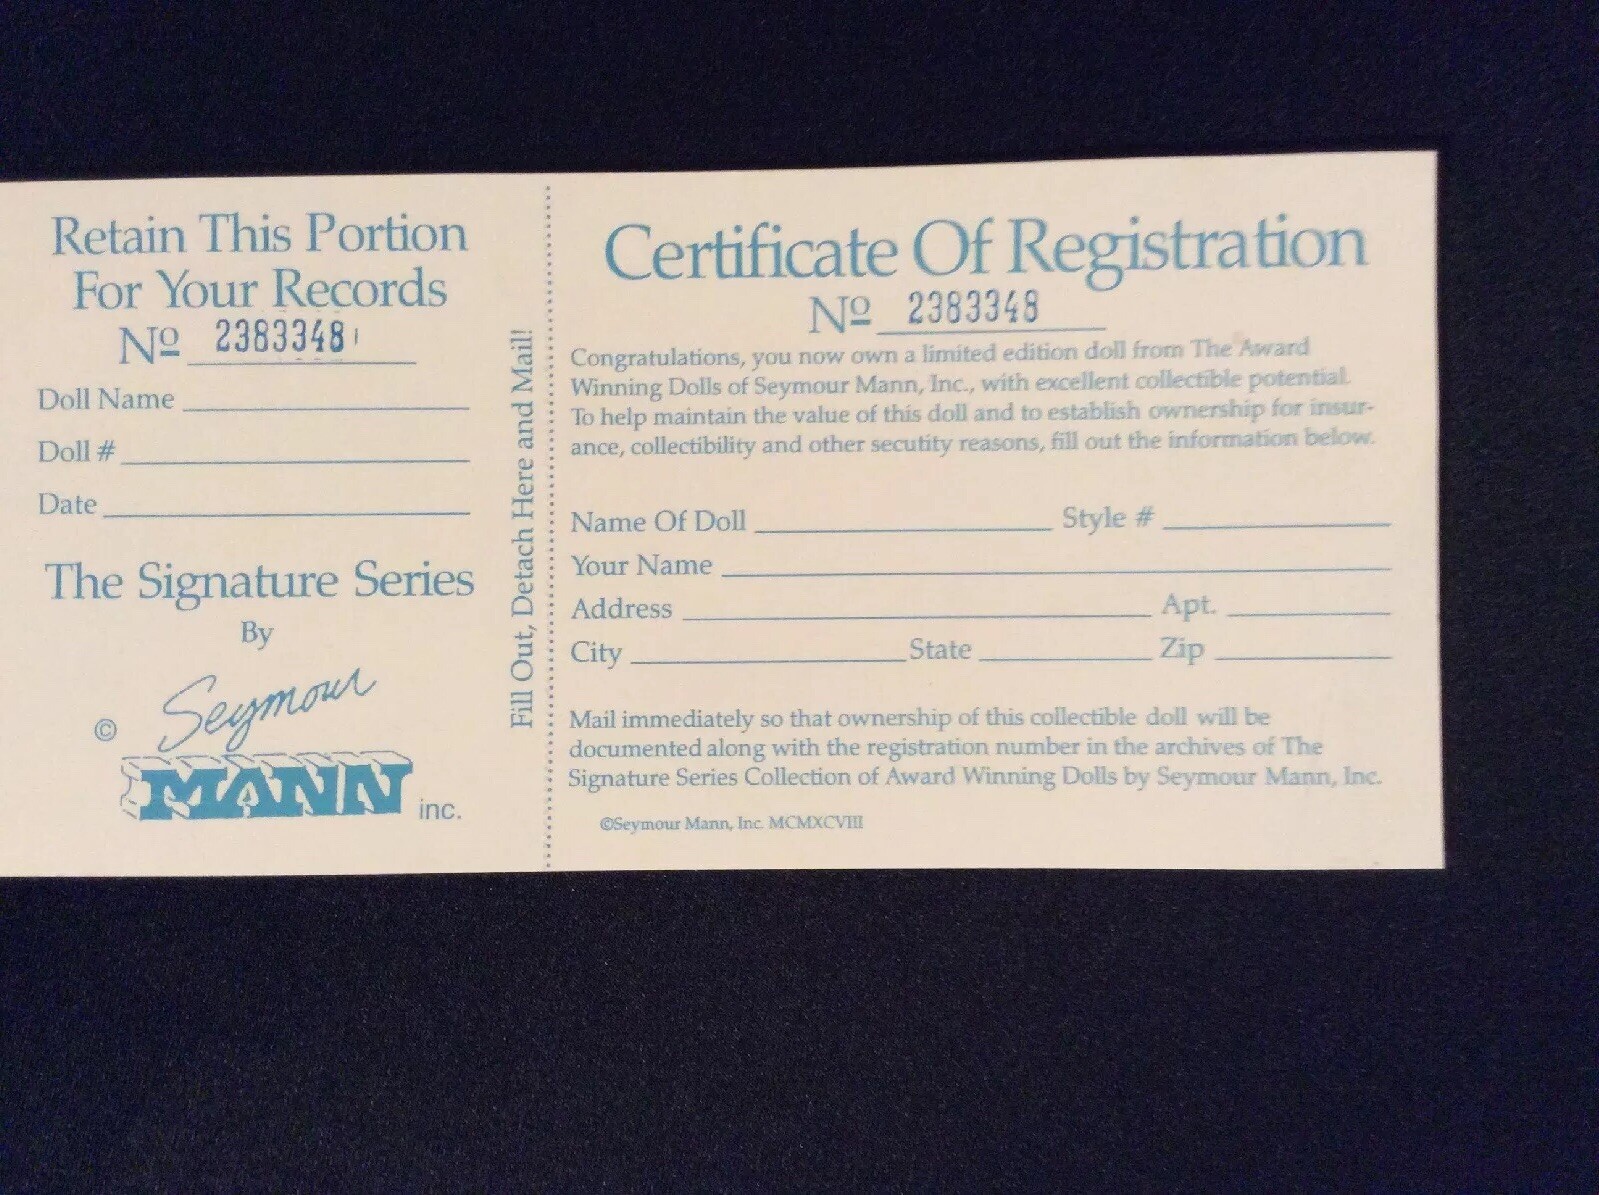 Retain This Portion
For Your Records
Nº 2383348
Doll Name
Doll #
Date
The Signature Series
By
© Seymour
MANN inc.
Fill Out, Detach Here and Mail!
Certificate Of Registration
Nº 2383348
Congratulations, you now own a limited edition doll from The Award
Winning Dolls of Seymour Mann, Inc., with excellent collectible potential.
To help maintain the value of this doll and to establish ownership for insur-
ance, collectibility and other secutity reasons, fill out the information below.
Name Of Doll Style #
Your Name
Address Apt.
City State Zip
Mail immediately so that ownership of this collectible doll will be
documented along with the registration number in the archives of The
Signature Series Collection of Award Winning Dolls by Seymour Mann, Inc.
©Seymour Mann, Inc. MCMXCVIII